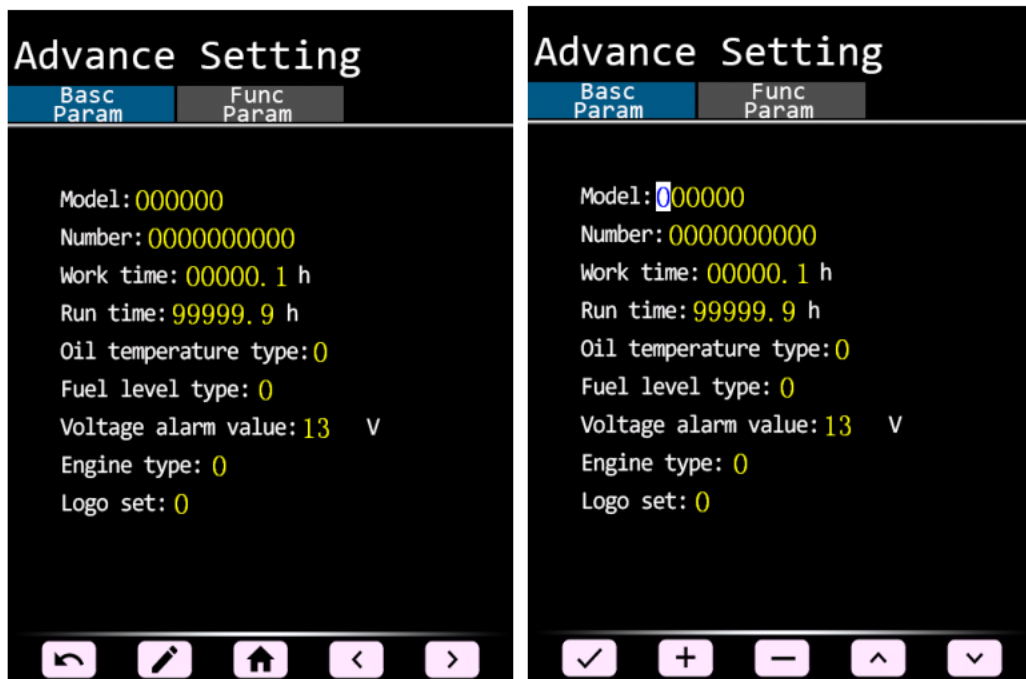 Advance Setting
Basc
Param
Func
Param
Model:000000
Number:0000000000
Work time:00000.1 h
Run time:99999.9 h
Oil temperature type:0
Fuel level type:0
Voltage alarm value:13 V
Engine type:0
Logo set:0
Advance Setting
Basc
Param
Func
Param
Model:000000
Number:0000000000
Work time:00000.1 h
Run time:99999.9 h
Oil temperature type:0
Fuel level type:0
Voltage alarm value:13 V
Engine type:0
Logo set:0